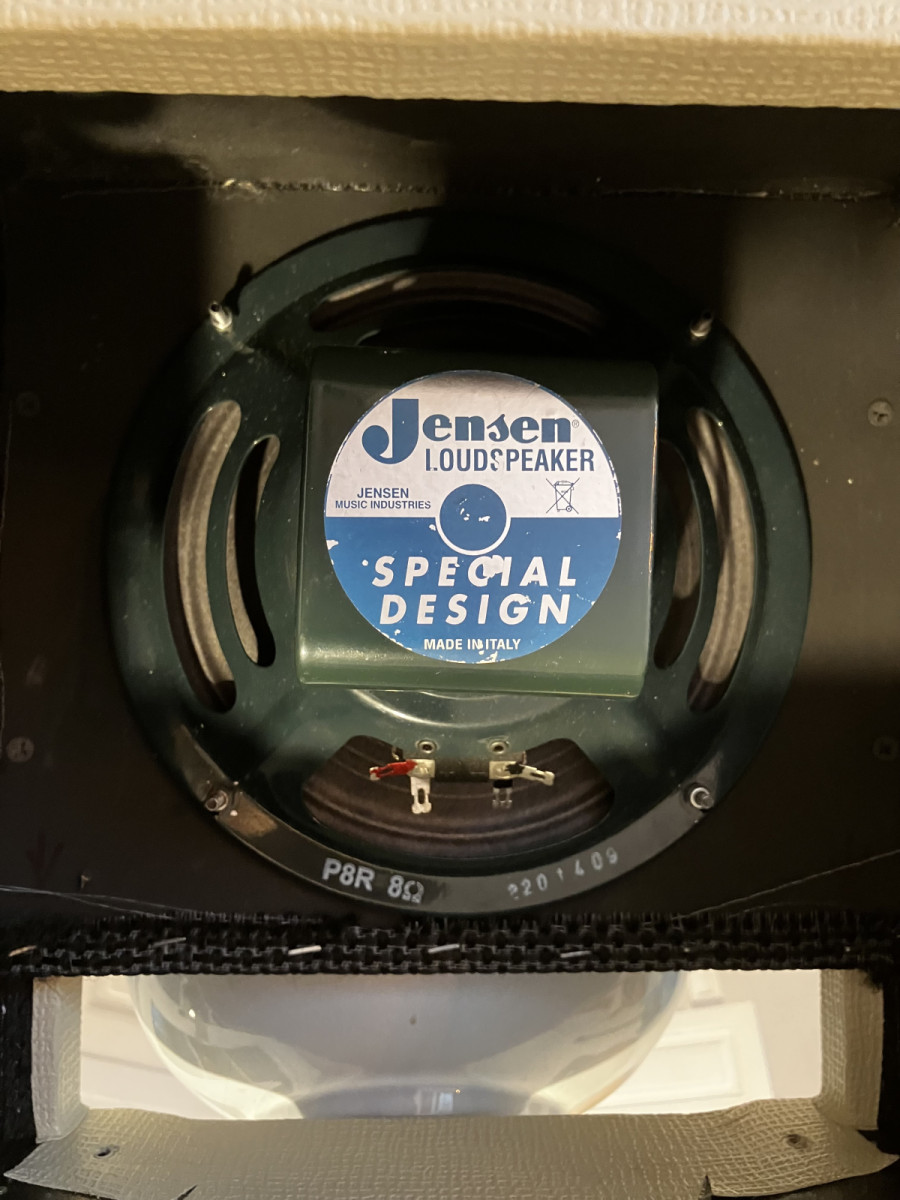 Jensen®
LOUDSPEAKER
JENSEN
MUSIC INDUSTRIES
SPECIAL
DESIGN
MADE IN ITALY
P8R 8Ω